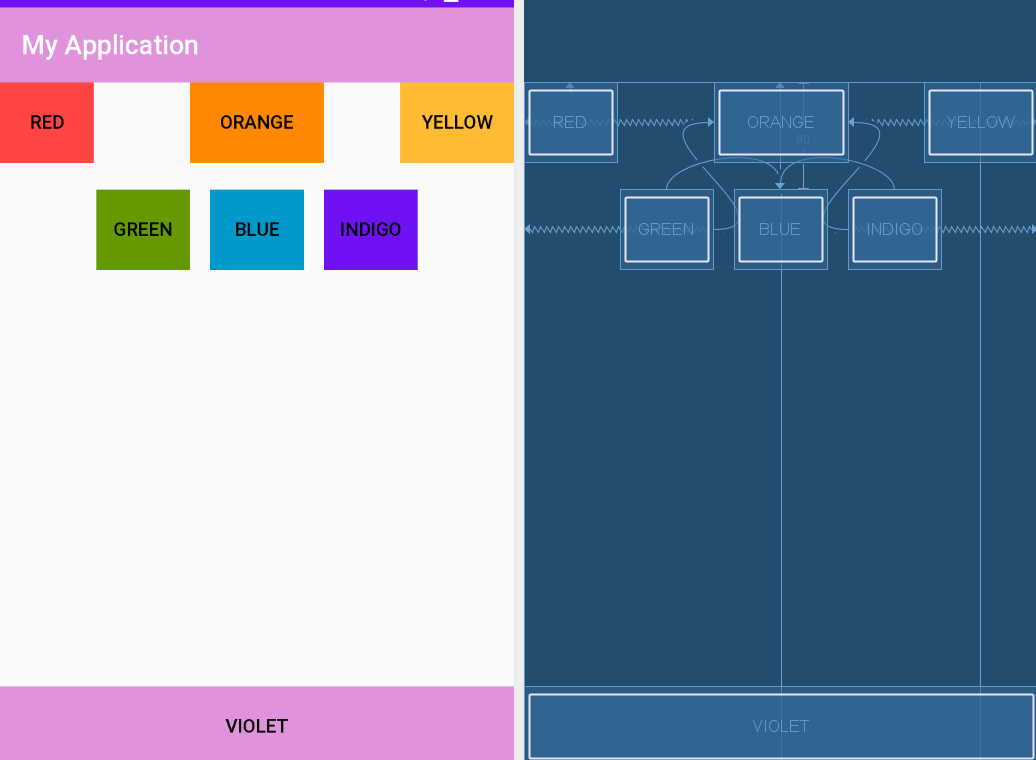 My Application
RED ORANGE YELLOW
GREEN BLUE INDIGO
VIOLET
RED ORANGE YELLOW
80
GREEN BLUE INDIGO
VIOLET